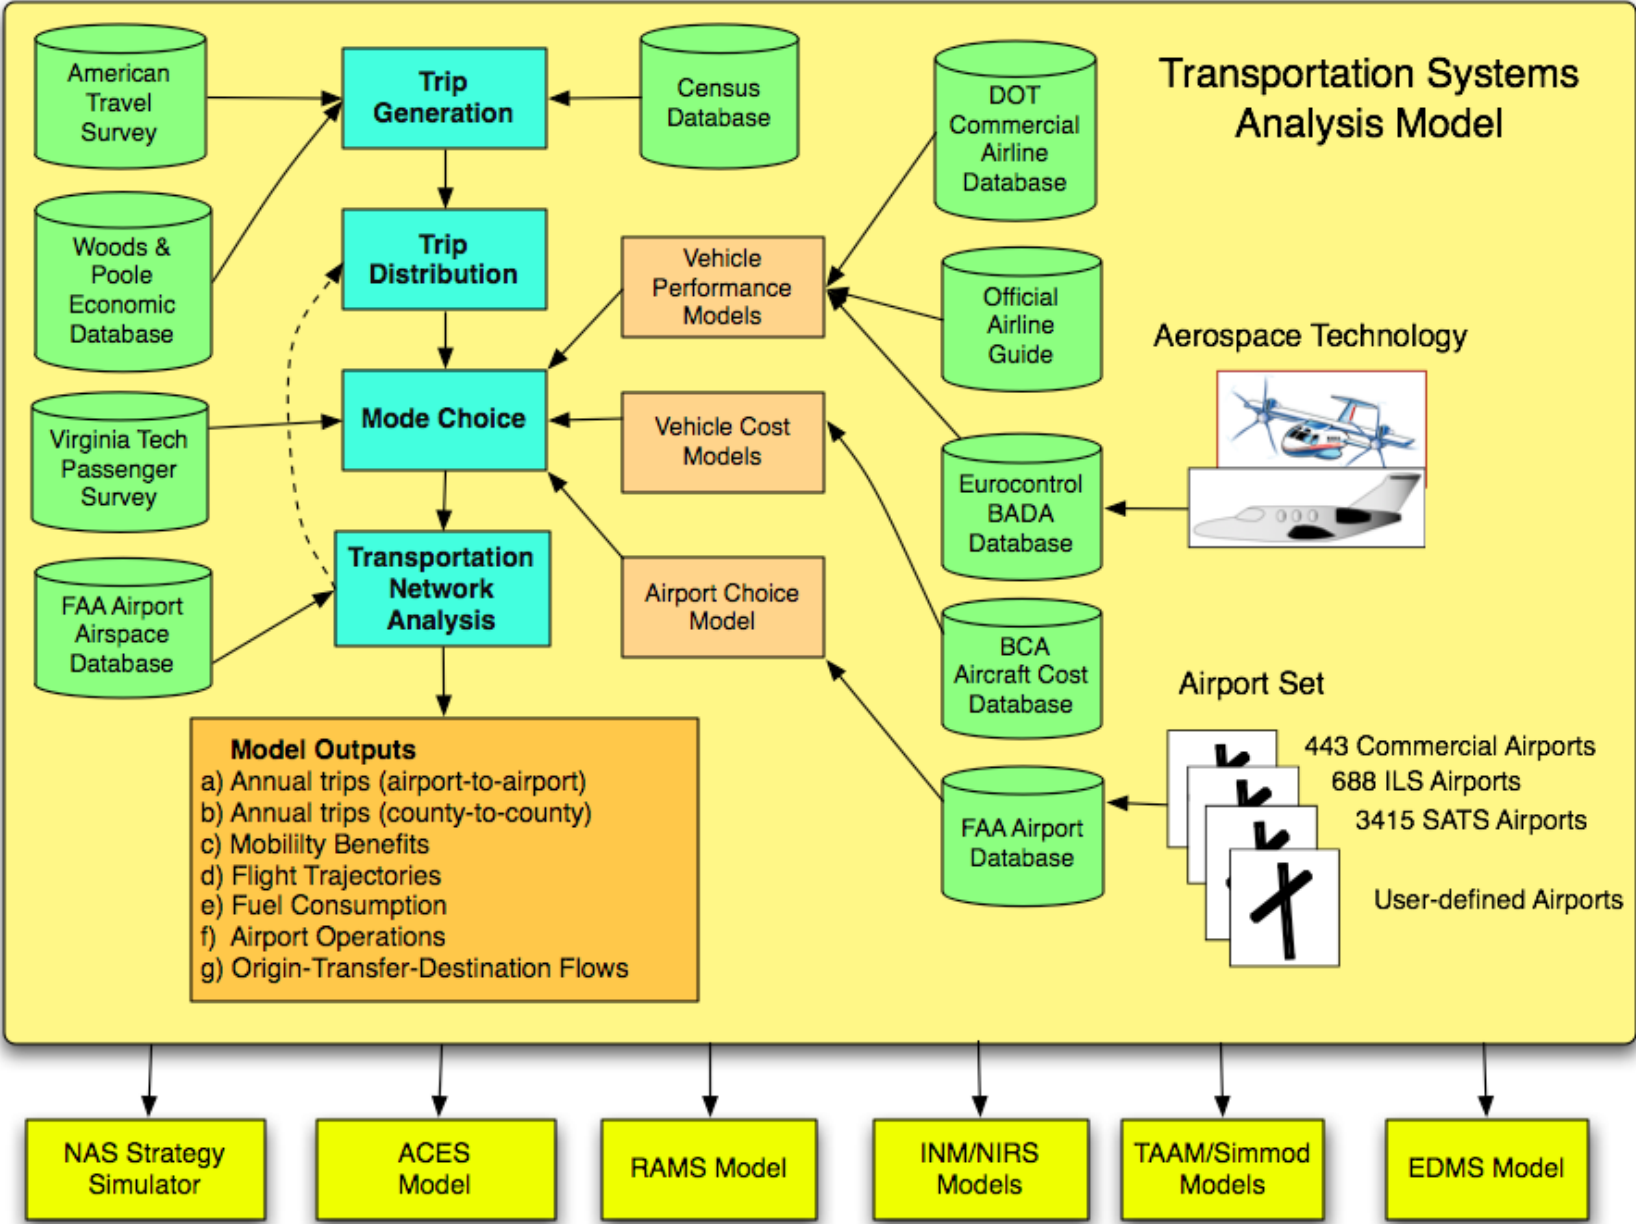 Transportation Systems
Analysis Model
American
Travel
Survey
Trip
Generation
Census
Database
DOT
Commercial
Airline
Database
Woods &
Poole
Economic
Database
Trip
Distribution
Vehicle
Performance
Models
Official
Airline
Guide
Aerospace Technology
Virginia Tech
Passenger
Survey
Mode Choice
Vehicle Cost
Models
Eurocontrol
BADA
Database
FAA Airport
Airspace
Database
Transportation
Network
Analysis
Airport Choice
Model
BCA
Aircraft Cost
Database
Airport Set
443 Commercial Airports
688 ILS Airports
3415 SATS Airports
User-defined Airports
FAA Airport
Database
Model Outputs
a) Annual trips (airport-to-airport)
b) Annual trips (county-to-county)
c) Mobililty Benefits
d) Flight Trajectories
e) Fuel Consumption
f) Airport Operations
g) Origin-Transfer-Destination Flows
NAS Strategy
Simulator
ACES
Model
RAMS Model
INM/NIRS
Models
TAAM/Simmod
Models
EDMS Model